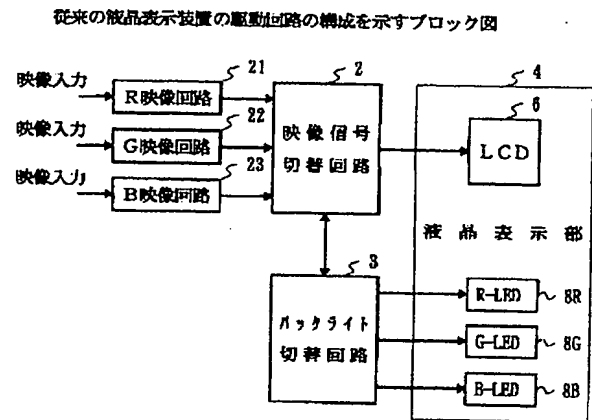 従来の液晶表示装置の駆動回路の構成を示すブロック図
映像入力
R映像回路
21
映像入力
G映像回路
22
映像入力
B映像回路
23
2
映像信号
切替回路
3
バックライト
切替回路
4
6
LCD
液晶表示部
R-LED
8R
G-LED
8G
B-LED
8B